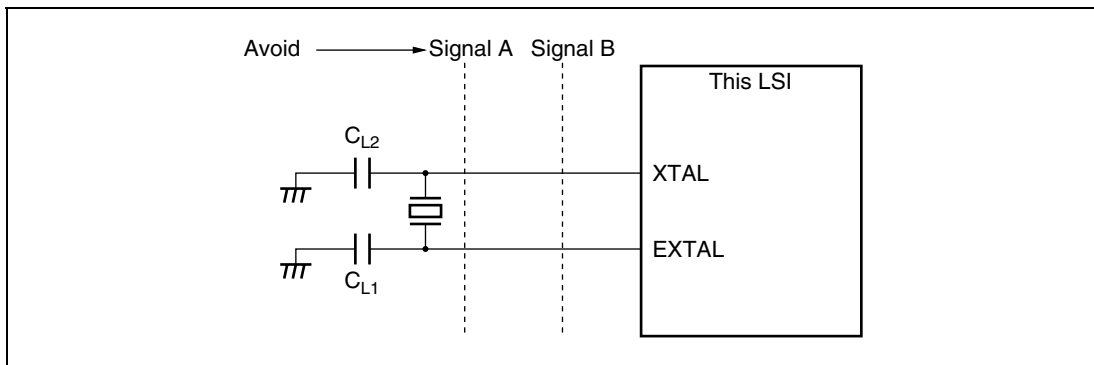 Avoid Signal A Signal B
This LSI
CL2
XTAL
EXTAL
CL1